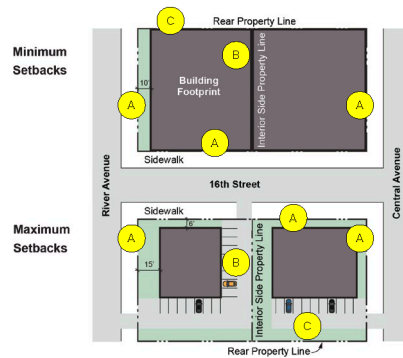 C
Rear Property Line
Minimum
Setbacks
B
Interior Side Property Line
Building
Footprint
10'
A
A
A
Sidewalk
River Avenue
16th Street
Central Avenue
Maximum
Setbacks
Sidewalk
A
6'
A
A
B
Interior Side Property Line
15'
C
Rear Property Line